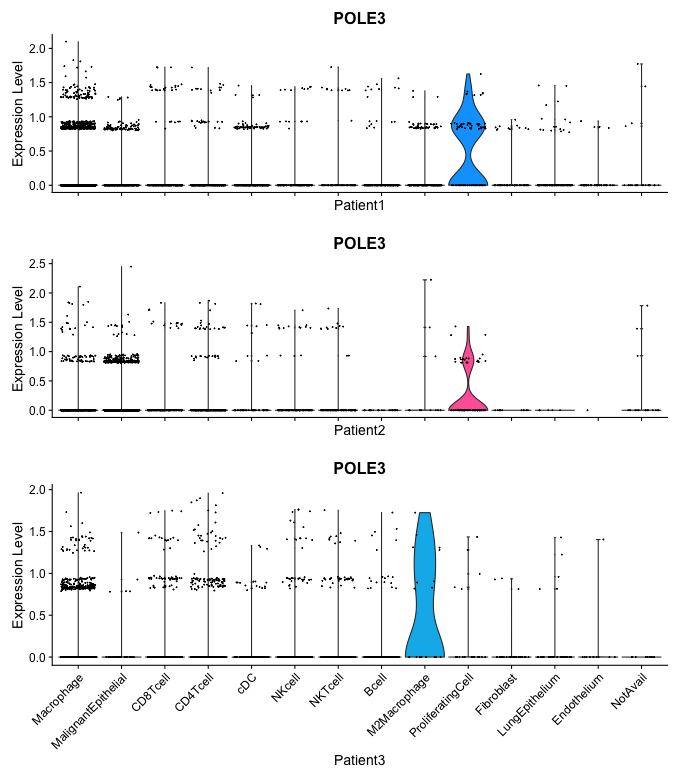 POLE3
Expression Level
2.0
1.5
1.0
0.5
0.0
Patient1
POLE3
Expression Level
2.5
2.0
1.5
1.0
0.5
0.0
Patient2
POLE3
Expression Level
2.0
1.5
1.0
0.5
0.0
Macrophage
MalignantEpithelial
CD8Tcell
CD4Tcell
cDC
NKcell
NKTcell
Bcell
M2Macrophage
ProliferatingCell
Fibroblast
LungEpithelium
Endothelium
NotAvail
Patient3